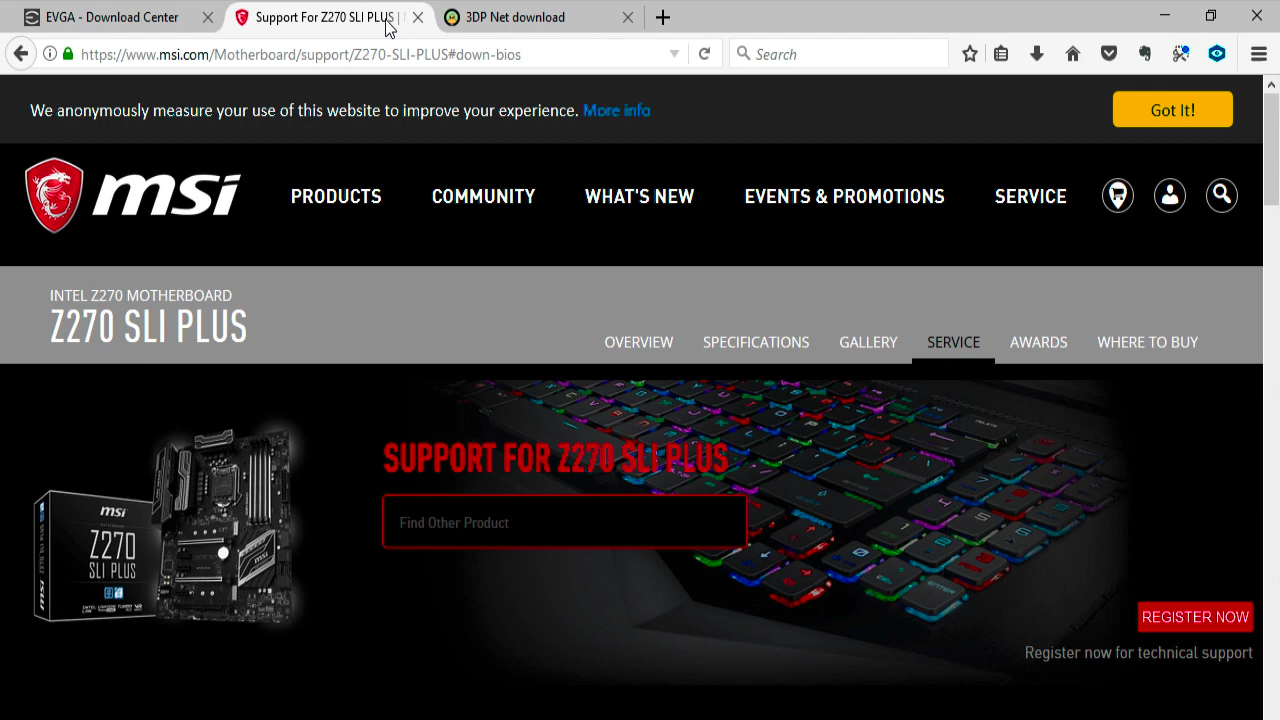 EVGA - Download Center
Support For Z270 SLI PLUS |
3DP Net download
https://www.msi.com/Motherboard/support/Z270-SLI-PLUS#down-bios
Search
We anonymously measure your use of this website to improve your experience. More info
Got It!
msi
PRODUCTS
COMMUNITY
WHAT'S NEW
EVENTS & PROMOTIONS
SERVICE
INTEL Z270 MOTHERBOARD
Z270 SLI PLUS
OVERVIEW
SPECIFICATIONS
GALLERY
SERVICE
AWARDS
WHERE TO BUY
SUPPORT FOR Z270 SLI PLUS
Find Other Product
msi
Z270
SLI PLUS
REGISTER NOW
Register now for technical support